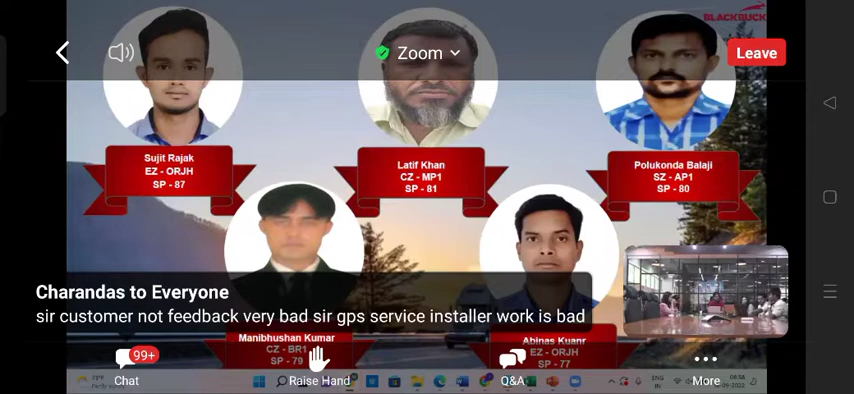 BLACKBUCK
Zoom
Leave
Sujit Rajak
EZ - ORJH
SP - 87
Latif Khan
CZ - MP1
SP - 81
Polukonda Balaji
SZ - AP1
SP - 80
Charandas to Everyone
sir customer not feedback very bad sir gps service installer work is bad
Manibhushan Kumar
CZ - BR1
SP - 79
Abinas Kuanr
EZ - ORJH
SP - 77
99+
Chat
Raise Hand
Q&A
More
ENG
IN